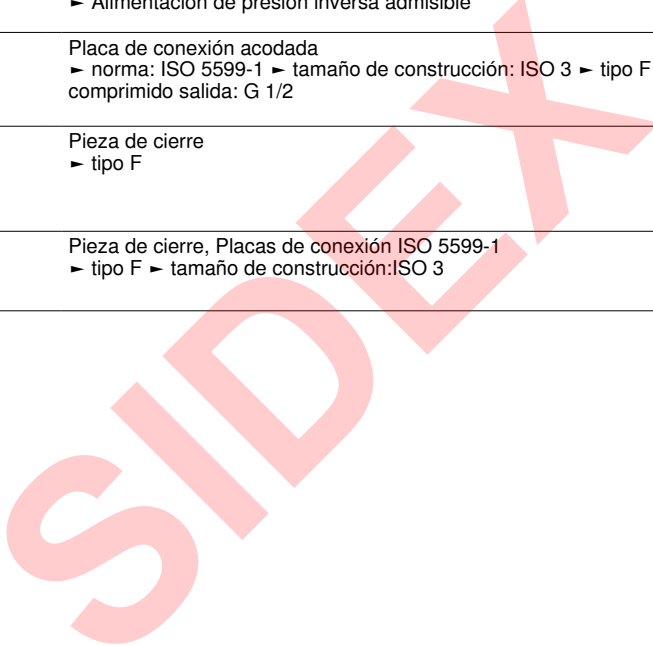 ► Alimentación de presión inversa admisible
Placa de conexión acodada
► norma: ISO 5599-1 ► tamaño de construcción: ISO 3 ► tipo F
comprimido salida: G 1/2
Pieza de cierre
► tipo F
Pieza de cierre, Placas de conexión ISO 5599-1
► tipo F ► tamaño de construcción:ISO 3
SIDEX